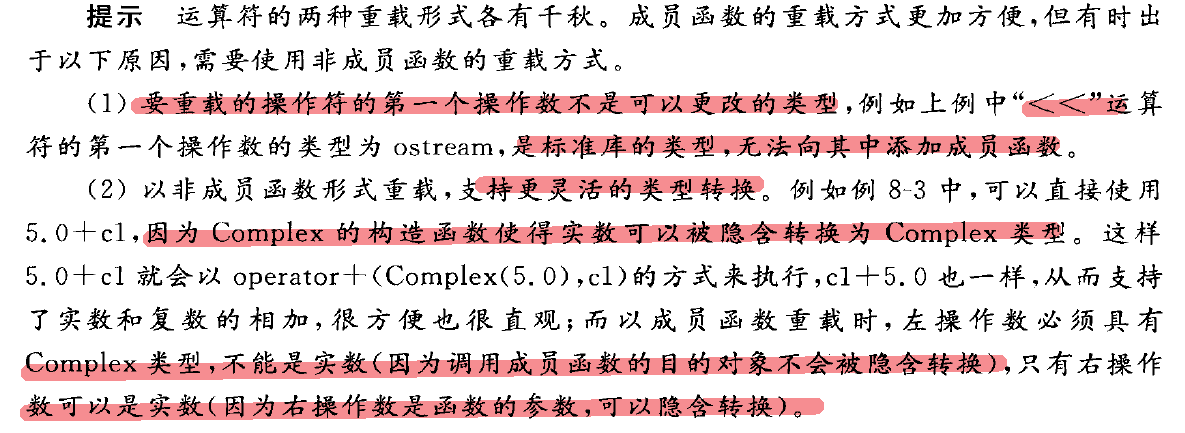 提示 运算符的两种重载形式各有千秋。成员函数的重载方式更加方便,但有时出
于以下原因,需要使用非成员函数的重载方式。
(1) 要重载的操作符的第一个操作数不是可以更改的类型,例如上例中“<<”运算
符的第一个操作数的类型为 ostream,是标准库的类型,无法向其中添加成员函数。
(2) 以非成员函数形式重载,支持更灵活的类型转换。例如例 8-3 中,可以直接使用
5.0+c1,因为 Complex 的构造函数使得实数可以被隐含转换为 Complex 类型。这样
5.0+c1 就会以 operator+(Complex(5.0),c1)的方式来执行,c1+5.0 也一样,从而支持
了实数和复数的相加,很方便也很直观;而以成员函数重载时,左操作数必须具有
Complex 类型,不能是实数(因为调用成员函数的目的对象不会被隐含转换),只有右操作
数可以是实数(因为右操作数是函数的参数,可以隐含转换)。